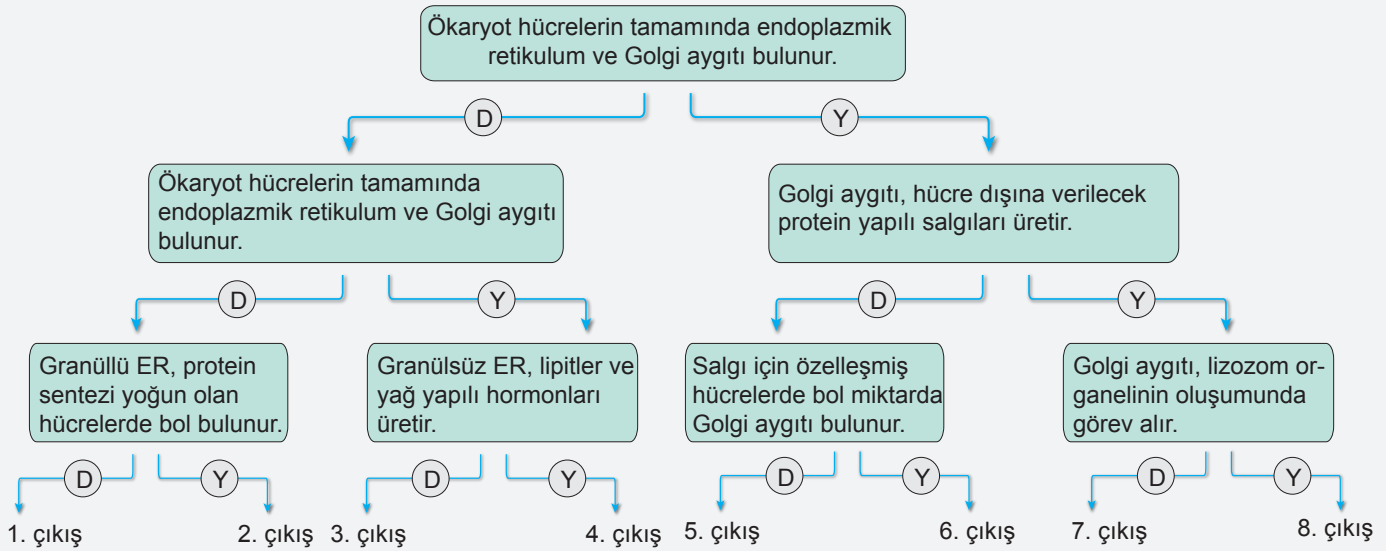 Ökaryot hücrelerin tamamında endoplazmik
retikulum ve Golgi aygıtı bulunur.
D
Y
Ökaryot hücrelerin tamamında
endoplazmik retikulum ve Golgi aygıtı
bulunur.
Golgi aygıtı, hücre dışına verilecek
protein yapılı salgıları üretir.
D
Y
D
Y
Granüllü ER, protein
sentezi yoğun olan
hücrelerde bol bulunur.
Granülsüz ER, lipitler ve
yağ yapılı hormonları
üretir.
Salgı için özelleşmiş
hücrelerde bol miktarda
Golgi aygıtı bulunur.
Golgi aygıtı, lizozom or-
ganelinin oluşumunda
görev alır.
D
Y
D
Y
D
Y
D
Y
1. çıkış
2. çıkış
3. çıkış
4. çıkış
5. çıkış
6. çıkış
7. çıkış
8. çıkış